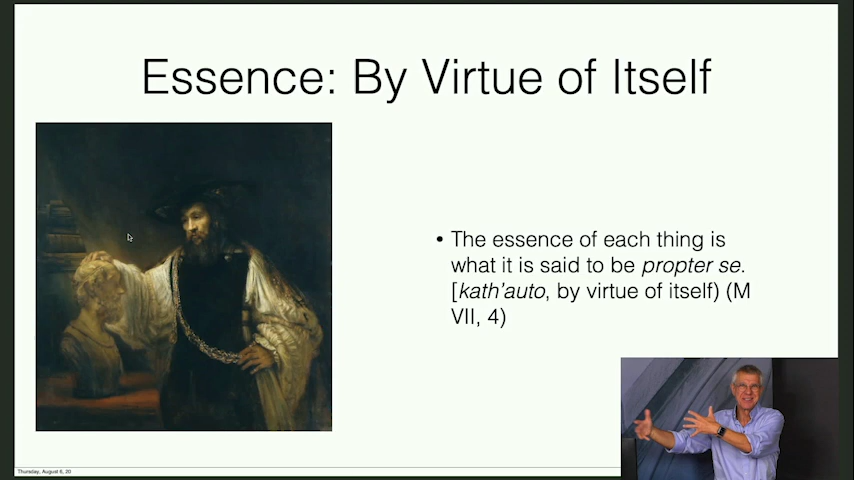 Essence: By Virtue of Itself
• The essence of each thing is
what it is said to be propter se.
[kath'auto, by virtue of itself) (M
VII, 4)
Thursday, August 6, 20